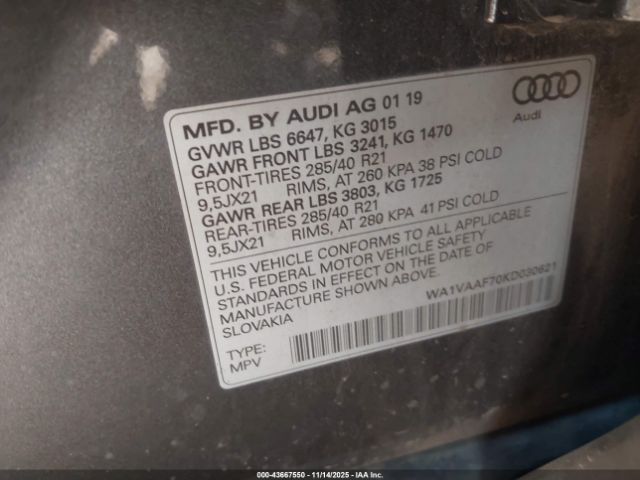 MFD. BY AUDI AG 01 19
GVWR LBS 6647, KG 3015
GAWR FRONT LBS 3241, KG 1470
FRONT-TIRES 285/40 R21
9,5JX21 RIMS, AT 260 KPA 38 PSI COLD
GAWR REAR LBS 3803, KG 1725
REAR-TIRES 285/40 R21
9,5JX21 RIMS, AT 280 KPA 41 PSI COLD
Audi
THIS VEHICLE CONFORMS TO ALL APPLICABLE
U.S. FEDERAL MOTOR VEHICLE SAFETY
STANDARDS IN EFFECT ON THE DATE OF
MANUFACTURE SHOWN ABOVE.
SLOVAKIA
WA1VAAF70KD030621
TYPE:
MPV
000-43667550 - 11/14/2025 - IAA Inc.